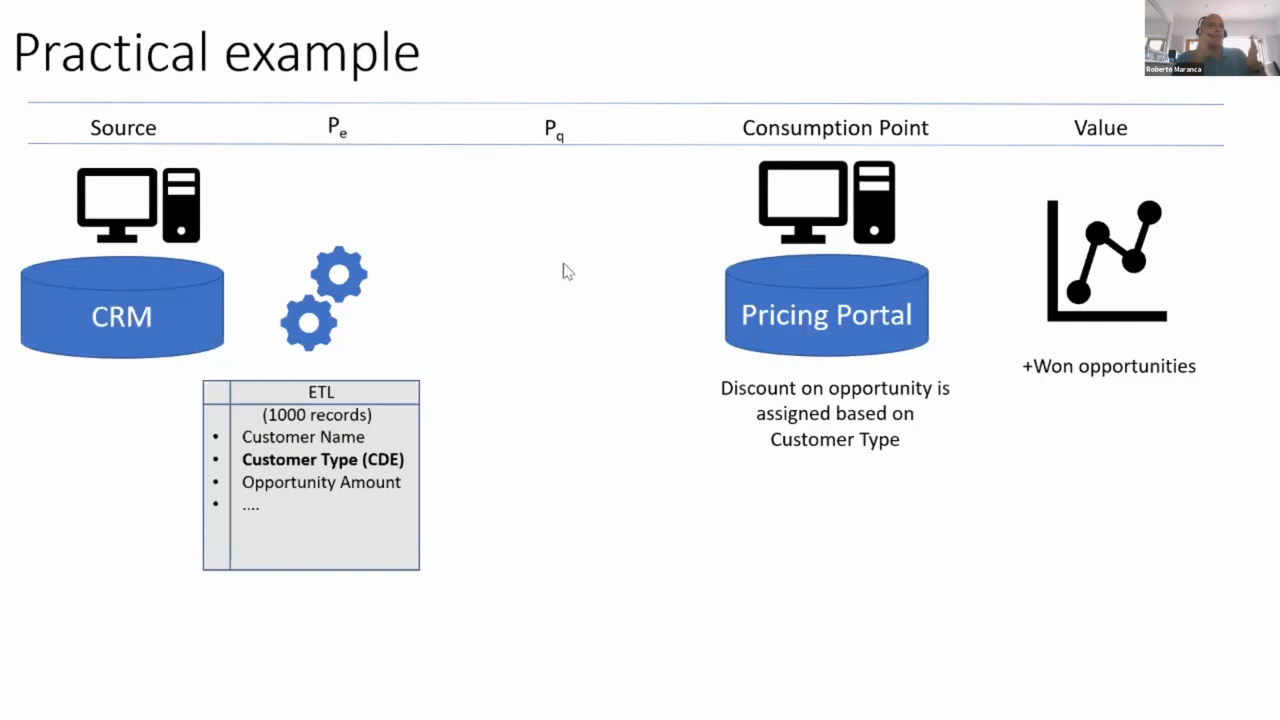 Practical example
Roberto Maranca
Source
Pe
Pq
Consumption Point
Value
CRM
Pricing Portal
+Won opportunities
Discount on opportunity is
assigned based on
Customer Type
ETL
(1000 records)
• Customer Name
• Customer Type (CDE)
• Opportunity Amount
• ....